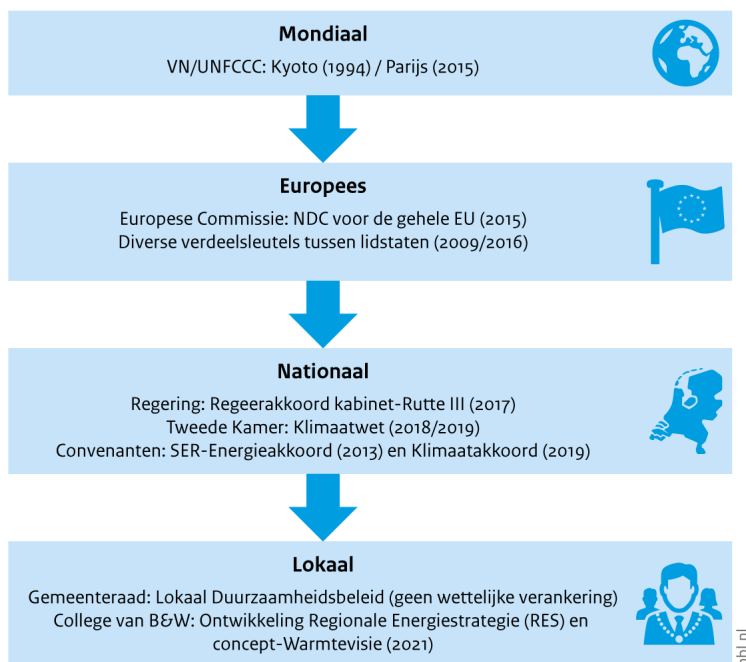 Mondiaal
VN/UNFCCC: Kyoto (1994) / Parijs (2015)
Europees
Europese Commissie: NDC voor de gehele EU (2015)
Diverse verdeelsleutels tussen lidstaten (2009/2016)
Nationaal
Regering: Regeerakkoord kabinet-Rutte III (2017)
Tweede Kamer: Klimaatwet (2018/2019)
Convenanten: SER-Energieakkoord (2013) en Klimaatakkoord (2019)
Lokaal
Gemeenteraad: Lokaal Duurzaamheidsbeleid (geen wettelijke verankering)
College van B&W: Ontwikkeling Regionale Energiestrategie (RES) en
concept-Warmtevisie (2021)